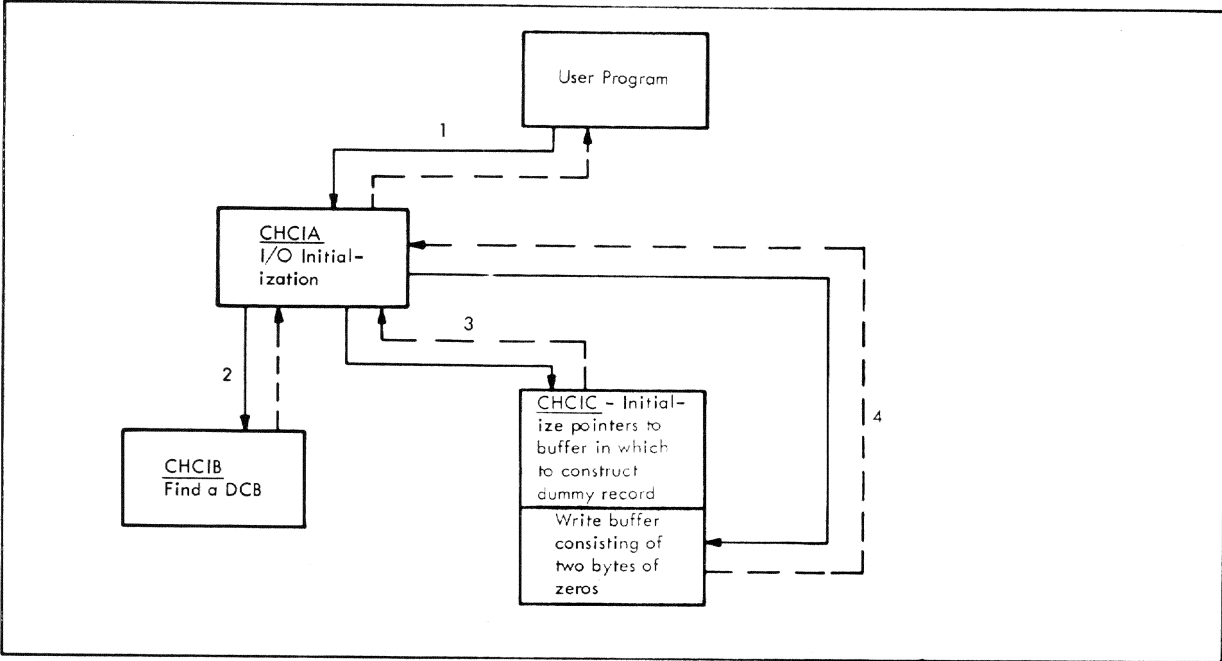 User Program
1
CHCIA
I/O Initial-
ization
3
2
4
CHCIB
Find a DCB
CHCIC - Initial-
ize pointers to
buffer in which
to construct
dummy record
Write buffer
consisting of
two bytes of
zeros